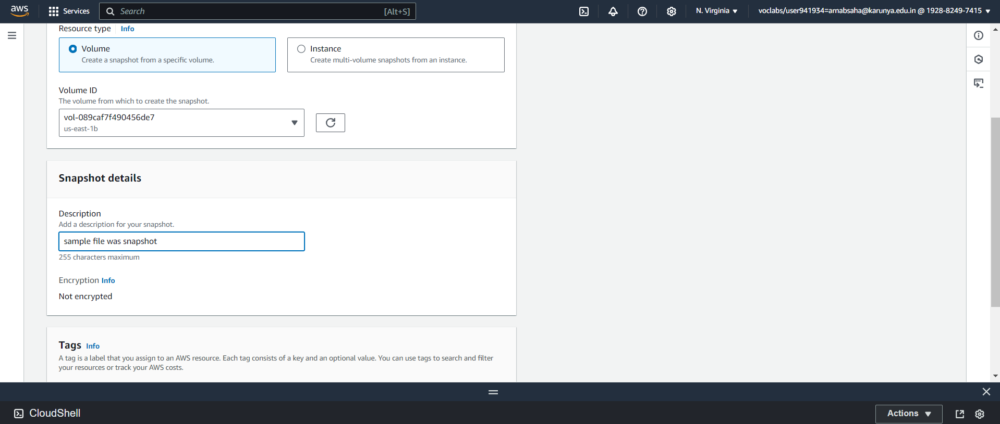 aws
Services
Search
[Alt+S]
N. Virginia
voclabs/user941934=arnabsaha@karunya.edu.in @ 1928-8249-7415
Resource type Info
Volume
Create a snapshot from a specific volume.
Instance
Create multi-volume snapshots from an instance.
Volume ID
The volume from which to create the snapshot.
vol-089caf7f490456de7
us-east-1b
Snapshot details
Description
Add a description for your snapshot.
sample file was snapshot
255 characters maximum
Encryption Info
Not encrypted
Tags Info
A tag is a label that you assign to an AWS resource. Each tag consists of a key and an optional value. You can use tags to search and filter
your resources or track your AWS costs.
CloudShell
Actions